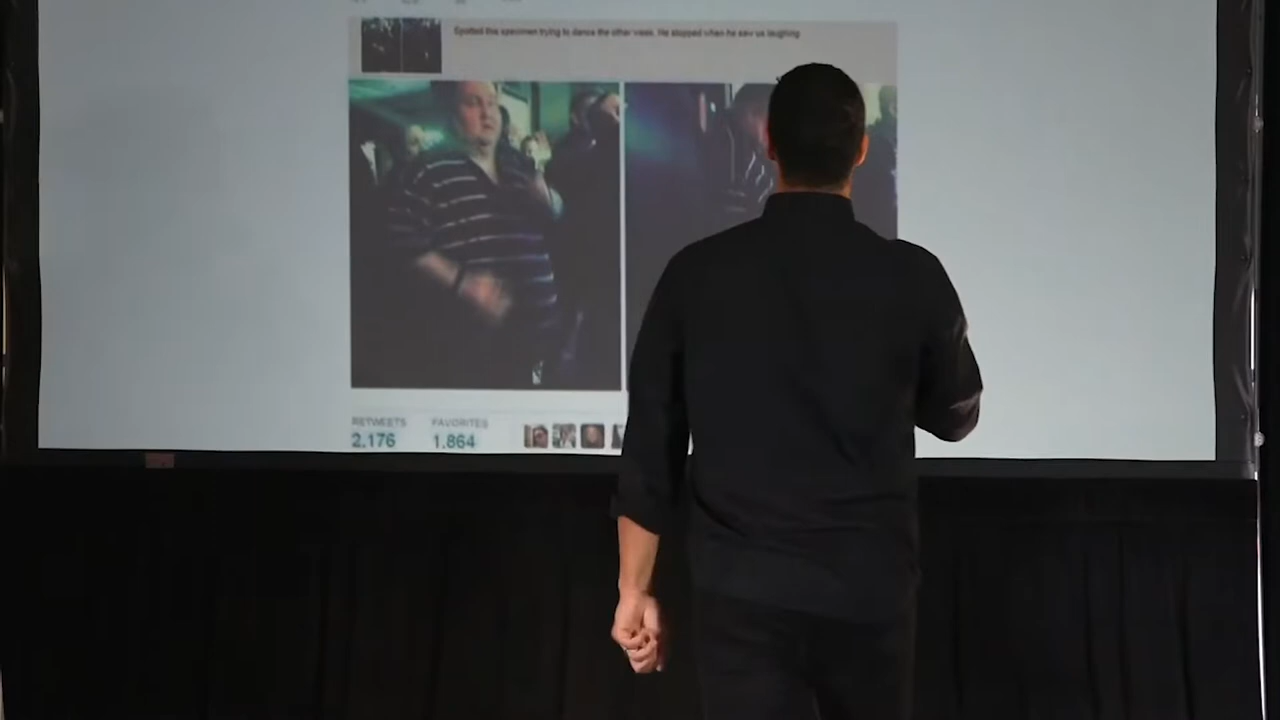 Spotted this specimen trying to dance the other week. He stopped when he saw us laughing
RETWEETS FAVORITES
2,176 1,864